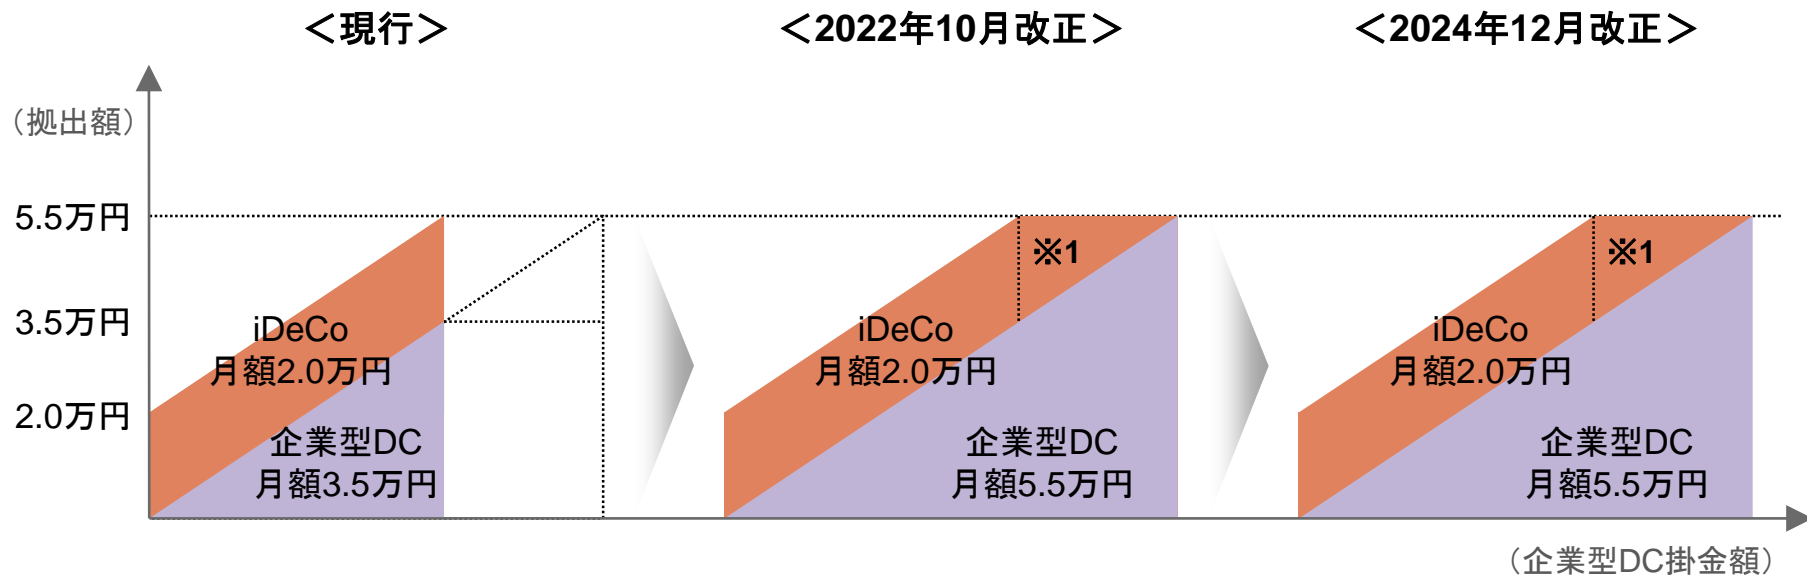 ＜現行＞
＜2022年10月改正＞
＜2024年12月改正＞
（拠出額）
5.5万円
3.5万円
2.0万円
iDeCo
月額2.0万円
企業型DC
月額3.5万円
※1
iDeCo
月額2.0万円
企業型DC
月額5.5万円
※1
iDeCo
月額2.0万円
企業型DC
月額5.5万円
（企業型DC掛金額）